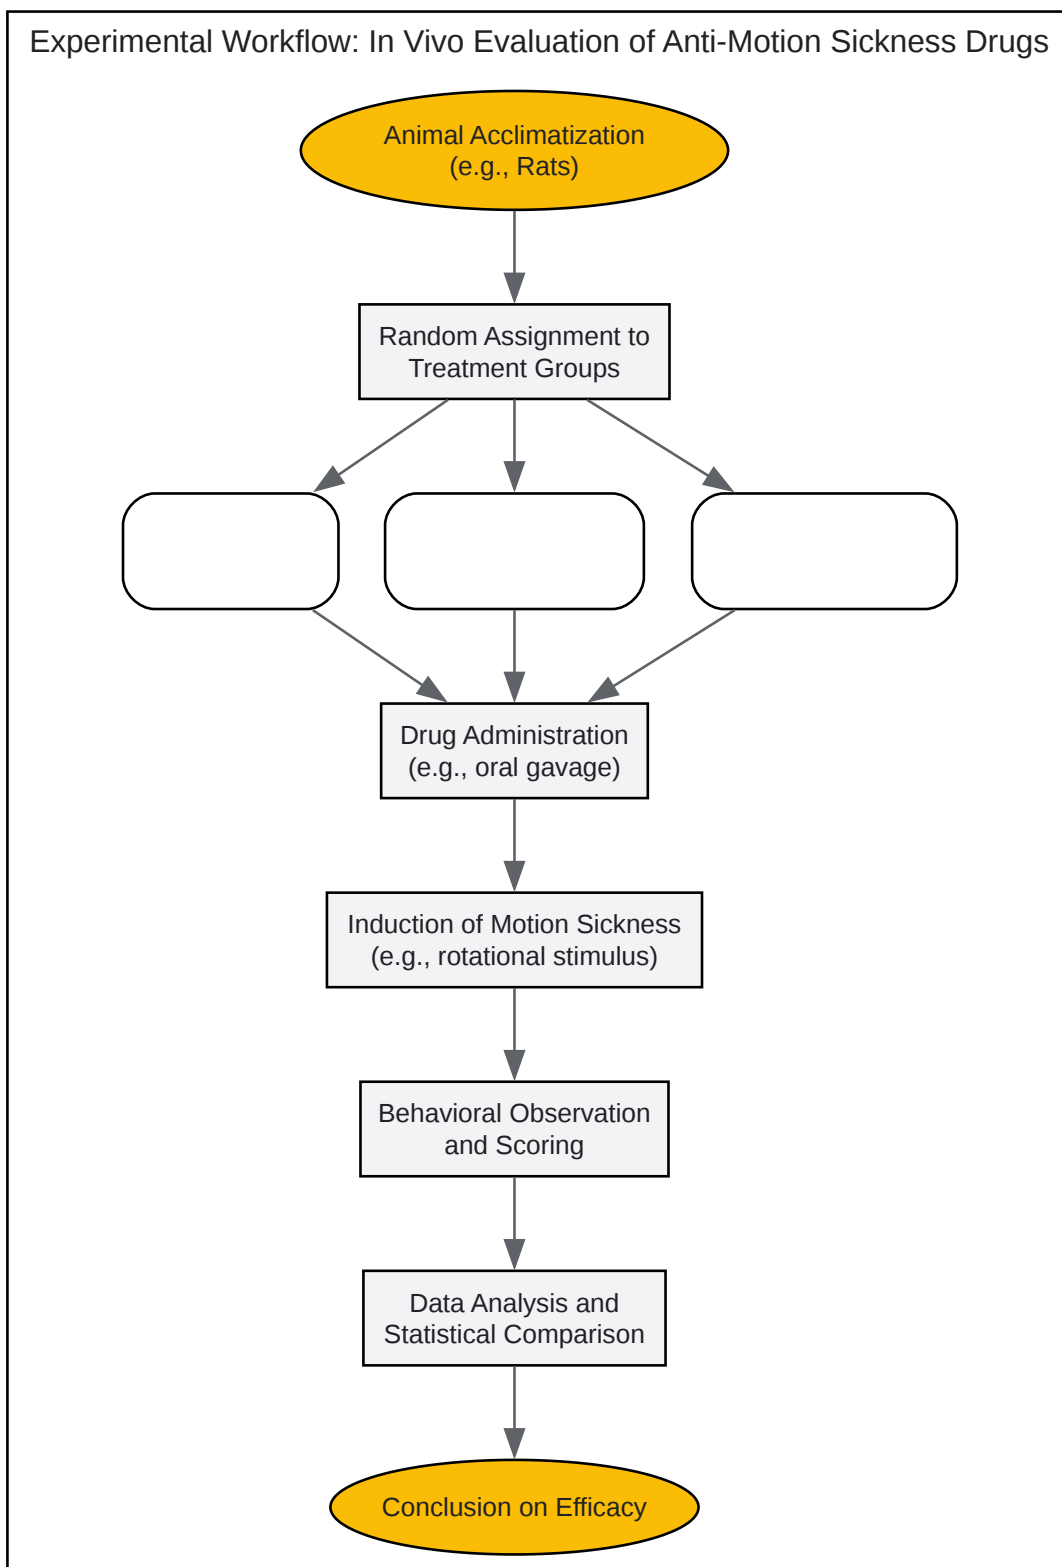 Experimental Workflow: In Vivo Evaluation of Anti-Motion Sickness Drugs
Animal Acclimatization
(e.g., Rats)
Random Assignment to
Treatment Groups
Drug Administration
(e.g., oral gavage)
Induction of Motion Sickness
(e.g., rotational stimulus)
Behavioral Observation
and Scoring
Data Analysis and
Statistical Comparison
Conclusion on Efficacy